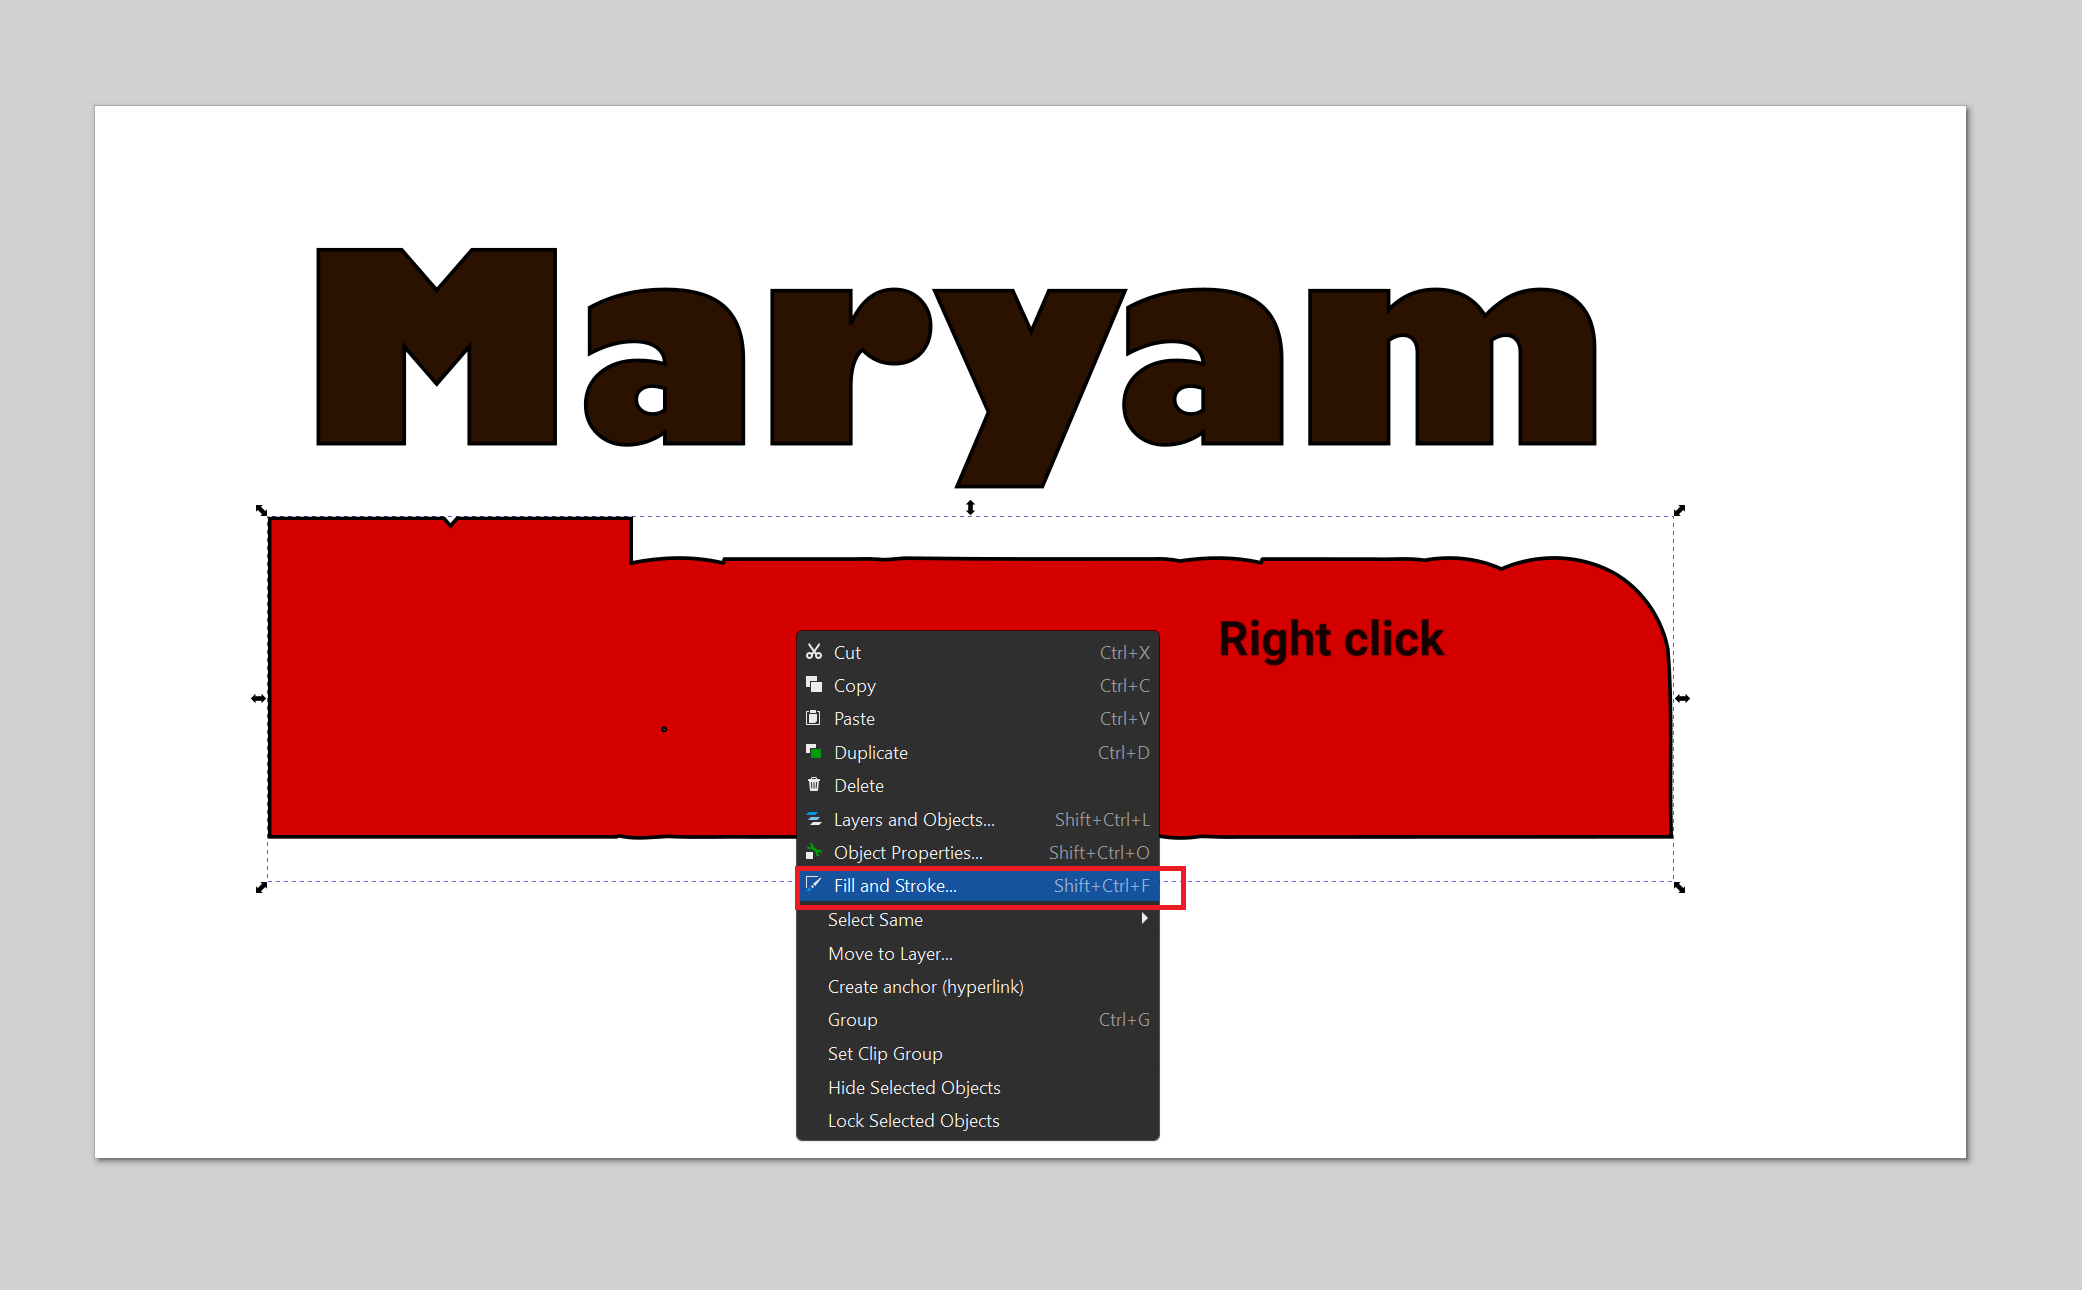 Maryam
Right click
Cut Ctrl+X
Copy Ctrl+C
Paste Ctrl+V
Duplicate Ctrl+D
Delete
Layers and Objects... Shift+Ctrl+L
Object Properties... Shift+Ctrl+O
Fill and Stroke... Shift+Ctrl+F
Select Same
Move to Layer...
Create anchor (hyperlink)
Group Ctrl+G
Set Clip Group
Hide Selected Objects
Lock Selected Objects